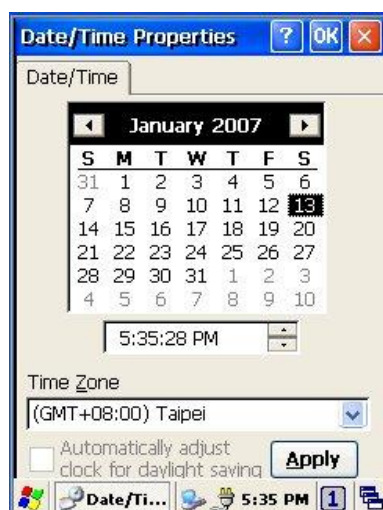 Date/Time Properties ? OK ×
Date/Time
January 2007
S M T W T F S
31 1 2 3 4 5 6
7 8 9 10 11 12 13
14 15 16 17 18 19 20
21 22 23 24 25 26 27
28 29 30 31 1 2 3
4 5 6 7 8 9 10
5:35:28 PM
Time Zone
(GMT+08:00) Taipei
Automatically adjust
clock for daylight saving
Apply
Date/Ti... 5:35 PM 1